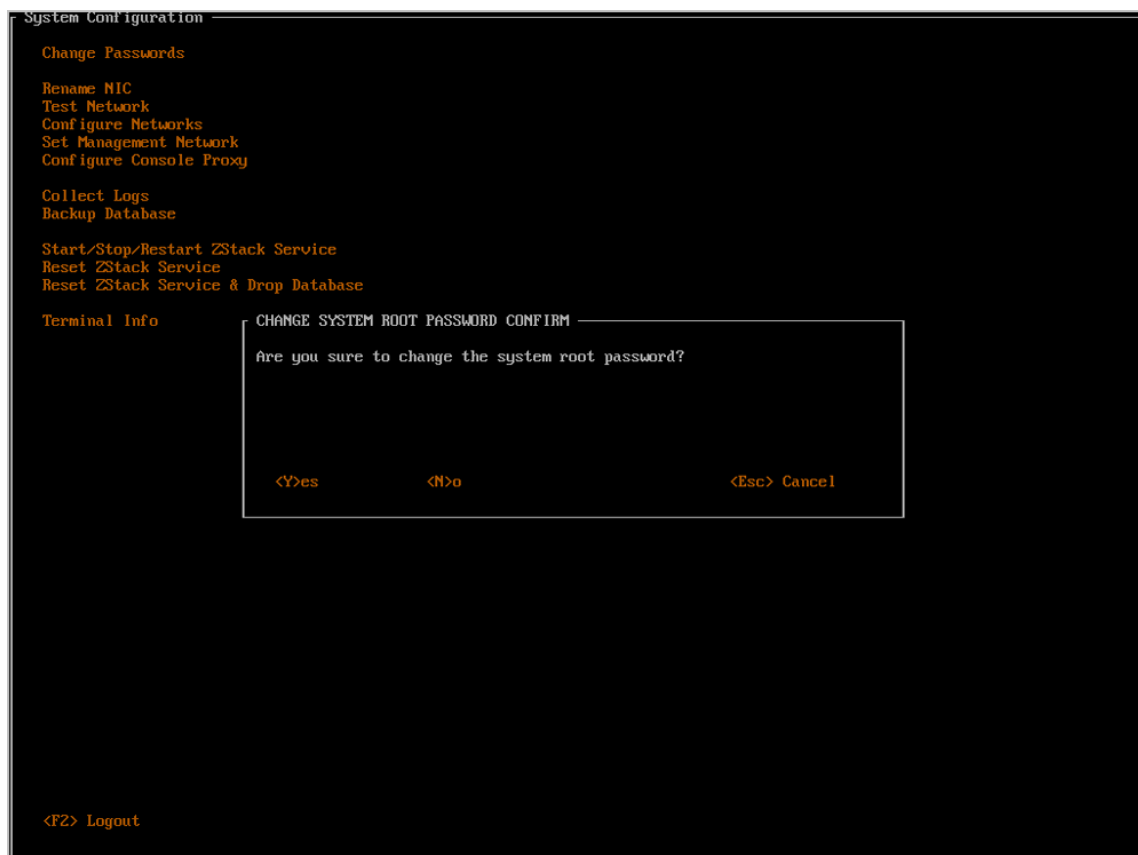 System Configuration
Change Passwords
Rename NIC
Test Network
Configure Networks
Set Management Network
Configure Console Proxy
Collect Logs
Backup Database
Start/Stop/Restart ZStack Service
Reset ZStack Service
Reset ZStack Service & Drop Database
Terminal Info
CHANGE SYSTEM ROOT PASSWORD CONFIRM
Are you sure to change the system root password?
<Y>es <N>o <Esc> Cancel
<F2> Logout